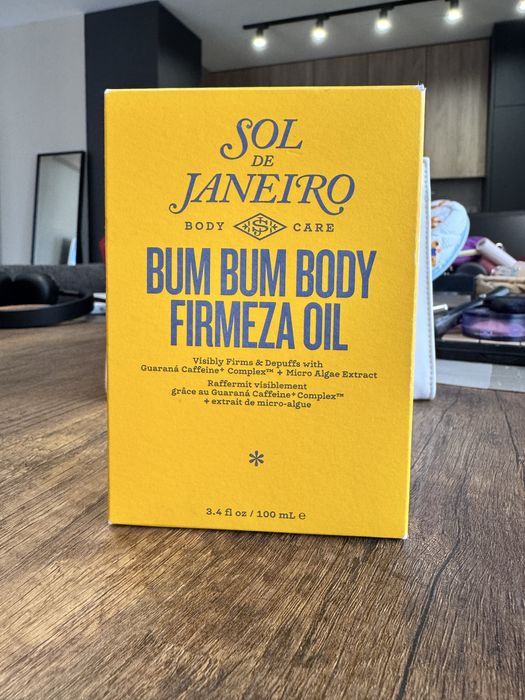 SOL
DE
JANEIRO
BODY S CARE
BUM BUM BODY
FIRMEZA OIL
Visibly Firms & Depuffs with
Guaraná Caffeine⁺ Complex™ + Micro Algae Extract
Raffermit visiblement
grâce au Guaraná Caffeine⁺Complex™
+ extrait de micro-algue
*
3.4 fl oz / 100 mL ℮